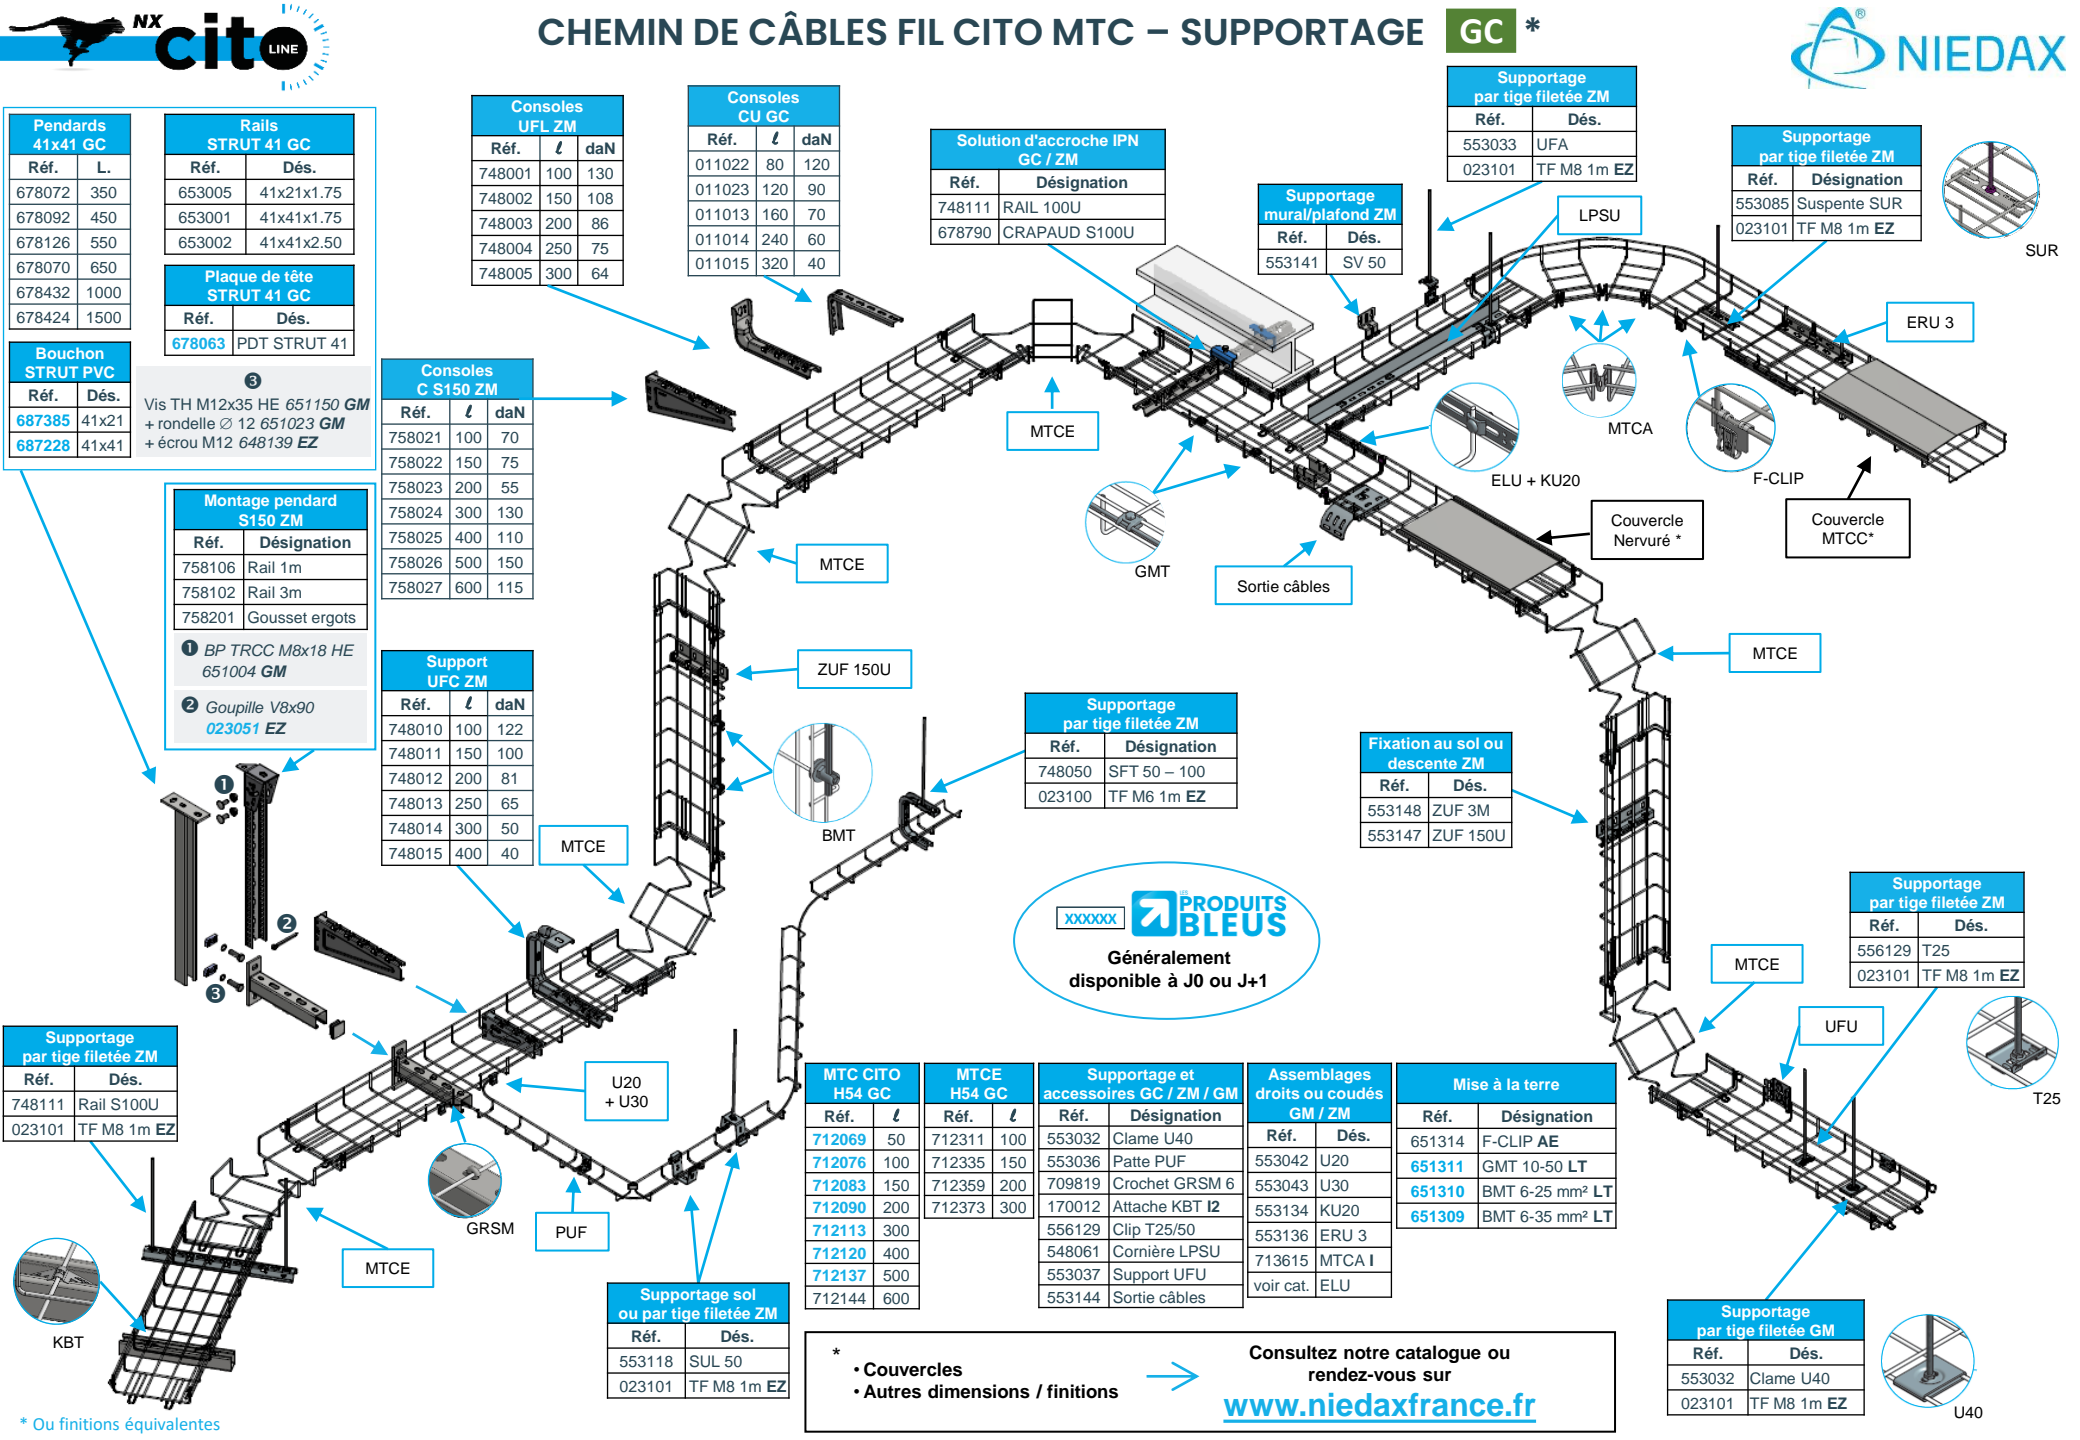 NX
cito LINE
CHEMIN DE CÂBLES FIL CITO MTC – SUPPORTAGE GC *
NIEDAX
Pendards
41x41 GC
Réf. L.
678072 350
678092 450
678126 550
678070 650
678432 1000
678424 1500
Rails
STRUT 41 GC
Réf. Dés.
653005 41x21x1.75
653001 41x41x1.75
653002 41x41x2.50
Plaque de tête
STRUT 41 GC
Réf. Dés.
678063 PDT STRUT 41
Bouchon
STRUT PVC
Réf. Dés.
687385 41x21
687228 41x41
❸
Vis TH M12x35 HE 651150 GM
+ rondelle ∅ 12 651023 GM
+ écrou M12 648139 EZ
Montage pendard
S150 ZM
Réf. Désignation
758106 Rail 1m
758102 Rail 3m
758201 Gousset ergots
❶ BP TRCC M8x18 HE
651004 GM
❷ Goupille V8x90
023051 EZ
Consoles
UFL ZM
Réf. ℓ daN
748001 100 130
748002 150 108
748003 200 86
748004 250 75
748005 300 64
Consoles
CU GC
Réf. ℓ daN
011022 80 120
011023 120 90
011013 160 70
011014 240 60
011015 320 40
Consoles
C S150 ZM
Réf. ℓ daN
758021 100 70
758022 150 75
758023 200 55
758024 300 130
758025 400 110
758026 500 150
758027 600 115
Support
UFC ZM
Réf. ℓ daN
748010 100 122
748011 150 100
748012 200 81
748013 250 65
748014 300 50
748015 400 40
Solution d'accroche IPN
GC / ZM
Réf. Désignation
748111 RAIL 100U
678790 CRAPAUD S100U
Supportage
mural/plafond ZM
Réf. Dés.
553141 SV 50
Supportage
par tige filetée ZM
Réf. Dés.
553033 UFA
023101 TF M8 1m EZ
Supportage
par tige filetée ZM
Réf. Désignation
553085 Suspente SUR
023101 TF M8 1m EZ
SUR
LPSU
ERU 3
MTCE
MTCA
F-CLIP
ELU + KU20
GMT
Sortie câbles
Couvercle
Nervuré *
Couvercle
MTCC*
MTCE
ZUF 150U
MTCE
BMT
MTCE
Supportage
par tige filetée ZM
Réf. Désignation
748050 SFT 50 – 100
023100 TF M6 1m EZ
Fixation au sol ou
descente ZM
Réf. Dés.
553148 ZUF 3M
553147 ZUF 150U
xxxxxx
LES
PRODUITS
BLEUS
Généralement
disponible à J0 ou J+1
Supportage
par tige filetée ZM
Réf. Dés.
556129 T25
023101 TF M8 1m EZ
MTCE
UFU
T25
❶
❷
❸
Supportage
par tige filetée ZM
Réf. Dés.
748111 Rail S100U
023101 TF M8 1m EZ
U20
+ U30
GRSM
PUF
MTCE
KBT
Supportage sol
ou par tige filetée ZM
Réf. Dés.
553118 SUL 50
023101 TF M8 1m EZ
MTC CITO
H54 GC
Réf. ℓ
712069 50
712076 100
712083 150
712090 200
712113 300
712120 400
712137 500
712144 600
MTCE
H54 GC
Réf. ℓ
712311 100
712335 150
712359 200
712373 300
Supportage et
accessoires GC / ZM / GM
Réf. Désignation
553032 Clame U40
553036 Patte PUF
709819 Crochet GRSM 6
170012 Attache KBT I2
556129 Clip T25/50
548061 Cornière LPSU
553037 Support UFU
553144 Sortie câbles
Assemblages
droits ou coudés
GM / ZM
Réf. Dés.
553042 U20
553043 U30
553134 KU20
553136 ERU 3
713615 MTCA I
voir cat. ELU
Mise à la terre
Réf. Désignation
651314 F-CLIP AE
651311 GMT 10-50 LT
651310 BMT 6-25 mm² LT
651309 BMT 6-35 mm² LT
Supportage
par tige filetée GM
Réf. Dés.
553032 Clame U40
023101 TF M8 1m EZ
U40
*
• Couvercles
• Autres dimensions / finitions
Consultez notre catalogue ou
rendez-vous sur
www.niedaxfrance.fr
* Ou finitions équivalentes